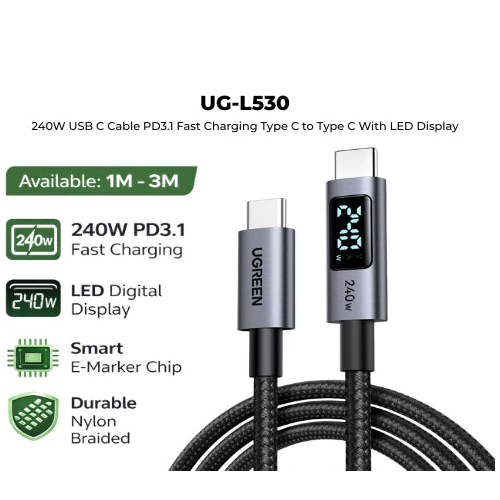 UG-L530
240W USB C Cable PD3.1 Fast Charging Type C to Type C With LED Display
Available: 1M - 3M
240w
240W PD3.1
Fast Charging
240W
LED Digital
Display
Smart
E-Marker Chip
Durable
Nylon
Braided
UGREEN
240
W
V
A
240w